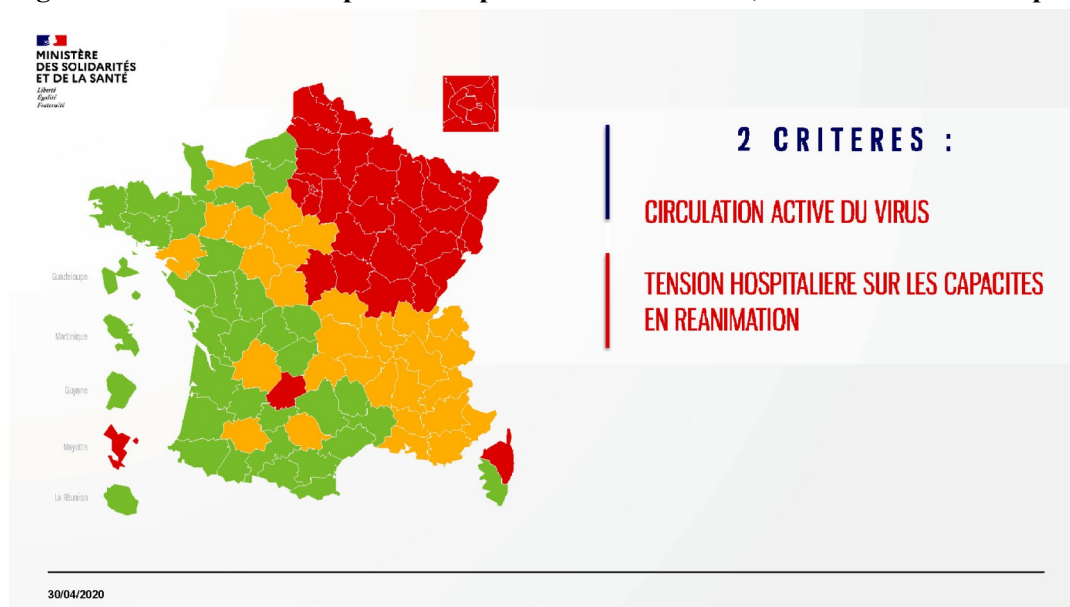 MINISTÈRE
DES SOLIDARITÉS
ET DE LA SANTÉ
Liberté
Égalité
Fraternité
2 CRITERES :
CIRCULATION ACTIVE DU VIRUS
TENSION HOSPITALIERE SUR LES CAPACITES
EN REANIMATION
Guadeloupe
Martinique
Guyane
Mayotte
La Réunion
30/04/2020